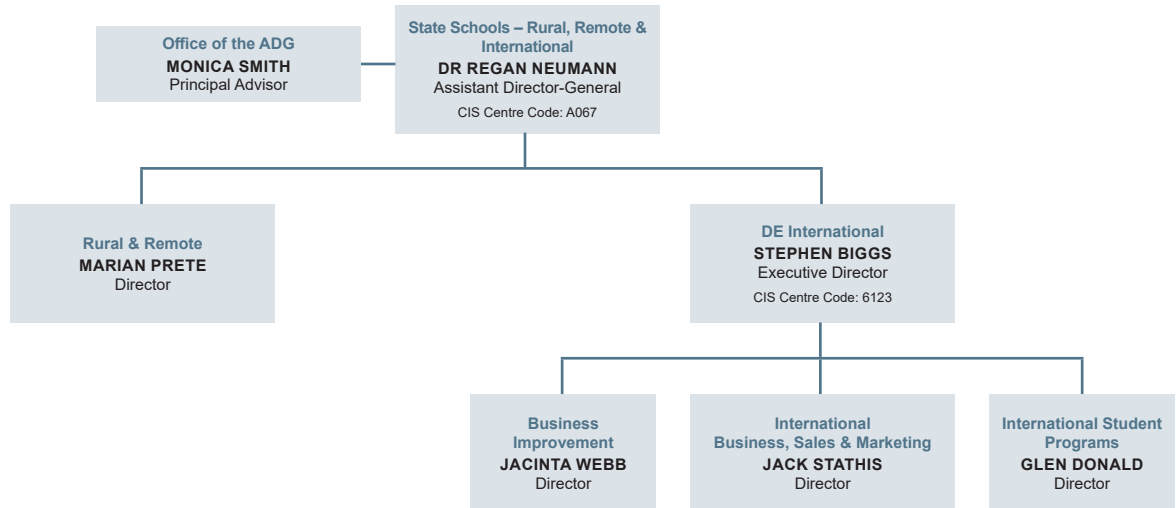 Office of the ADG
MONICA SMITH
Principal Advisor
State Schools – Rural, Remote &
International
DR REGAN NEUMANN
Assistant Director-General
CIS Centre Code: A067
Rural & Remote
MARIAN PRETE
Director
DE International
STEPHEN BIGGS
Executive Director
CIS Centre Code: 6123
Business
Improvement
JACINTA WEBB
Director
International
Business, Sales & Marketing
JACK STATHIS
Director
International Student
Programs
GLEN DONALD
Director